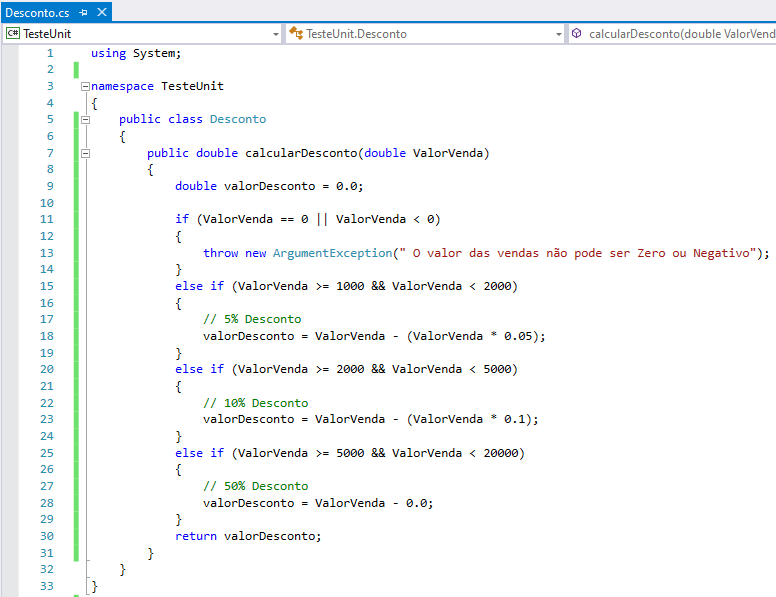 Desconto.cs
C# TesteUnit TesteUnit.Desconto calcularDesconto(double ValorVend
1 using System;
2
3 namespace TesteUnit
4 {
5 public class Desconto
6 {
7 public double calcularDesconto(double ValorVenda)
8 {
9 double valorDesconto = 0.0;
10
11 if (ValorVenda == 0 || ValorVenda < 0)
12 {
13 throw new ArgumentException(" O valor das vendas não pode ser Zero ou Negativo");
14 }
15 else if (ValorVenda >= 1000 && ValorVenda < 2000)
16 {
17 // 5% Desconto
18 valorDesconto = ValorVenda - (ValorVenda * 0.05);
19 }
20 else if (ValorVenda >= 2000 && ValorVenda < 5000)
21 {
22 // 10% Desconto
23 valorDesconto = ValorVenda - (ValorVenda * 0.1);
24 }
25 else if (ValorVenda >= 5000 && ValorVenda < 20000)
26 {
27 // 50% Desconto
28 valorDesconto = ValorVenda - 0.0;
29 }
30 return valorDesconto;
31 }
32 }
33 }